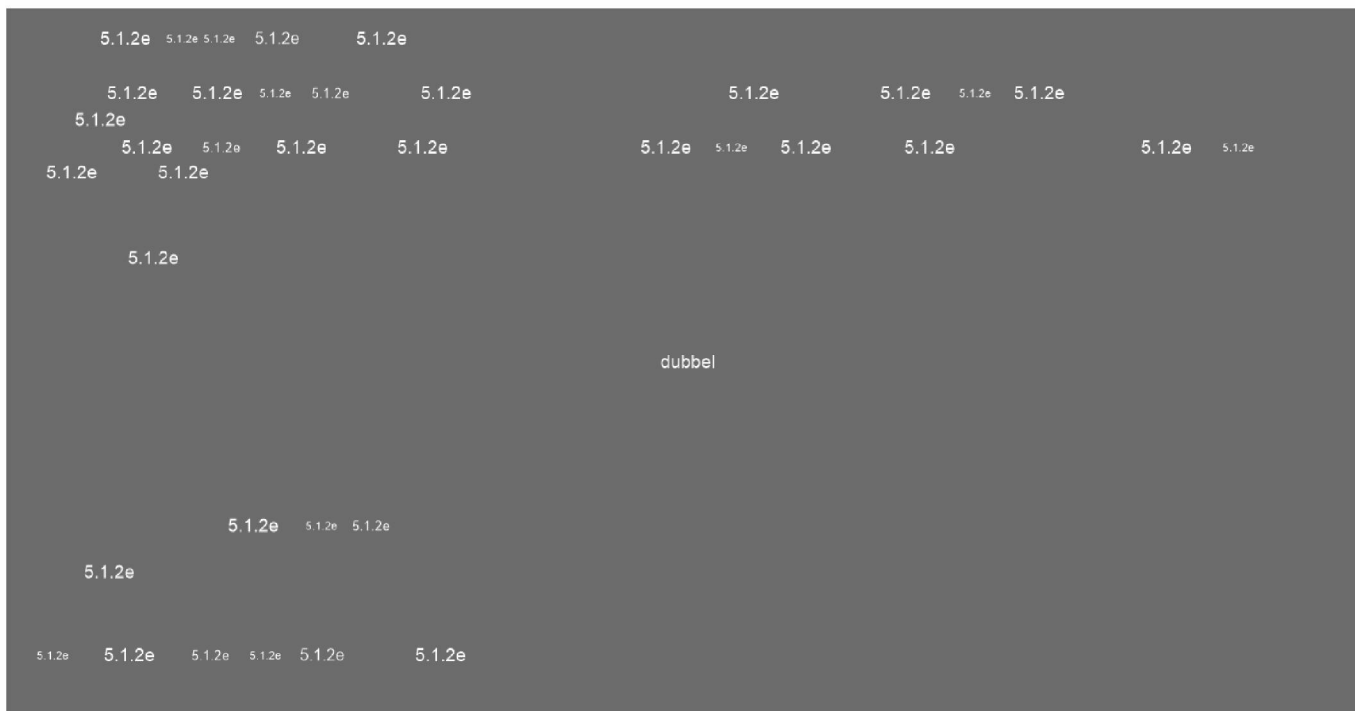 5.1.2e 5.1.2e 5.1.2e 5.1.2e 5.1.2e
5.1.2e 5.1.2e 5.1.2e 5.1.2e 5.1.2e 5.1.2e 5.1.2e 5.1.2e 5.1.2e
5.1.2e
5.1.2e 5.1.2e 5.1.2e 5.1.2e 5.1.2e 5.1.2e 5.1.2e 5.1.2e 5.1.2e 5.1.2e
5.1.2e 5.1.2e
5.1.2e
dubbel
5.1.2e 5.1.2e 5.1.2e
5.1.2e
5.1.2e 5.1.2e 5.1.2e 5.1.2e 5.1.2e 5.1.2e